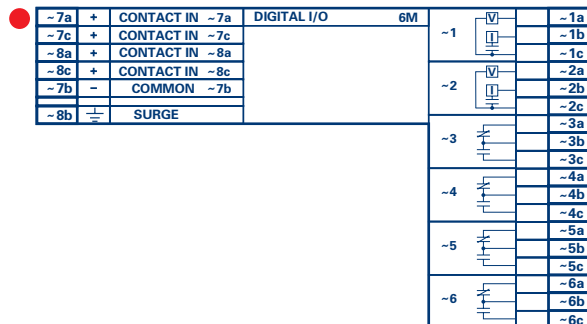 ~7a + CONTACT IN ~7a DIGITAL I/O 6M
~7c + CONTACT IN ~7c
~8a + CONTACT IN ~8a
~8c + CONTACT IN ~8c
~7b – COMMON ~7b
~8b SURGE
~1 V ~1a
I ~1b
~1c
~2 V ~2a
I ~2b
~2c
~3 ~3a
~3b
~3c
~4 ~4a
~4b
~4c
~5 ~5a
~5b
~5c
~6 ~6a
~6b
~6c